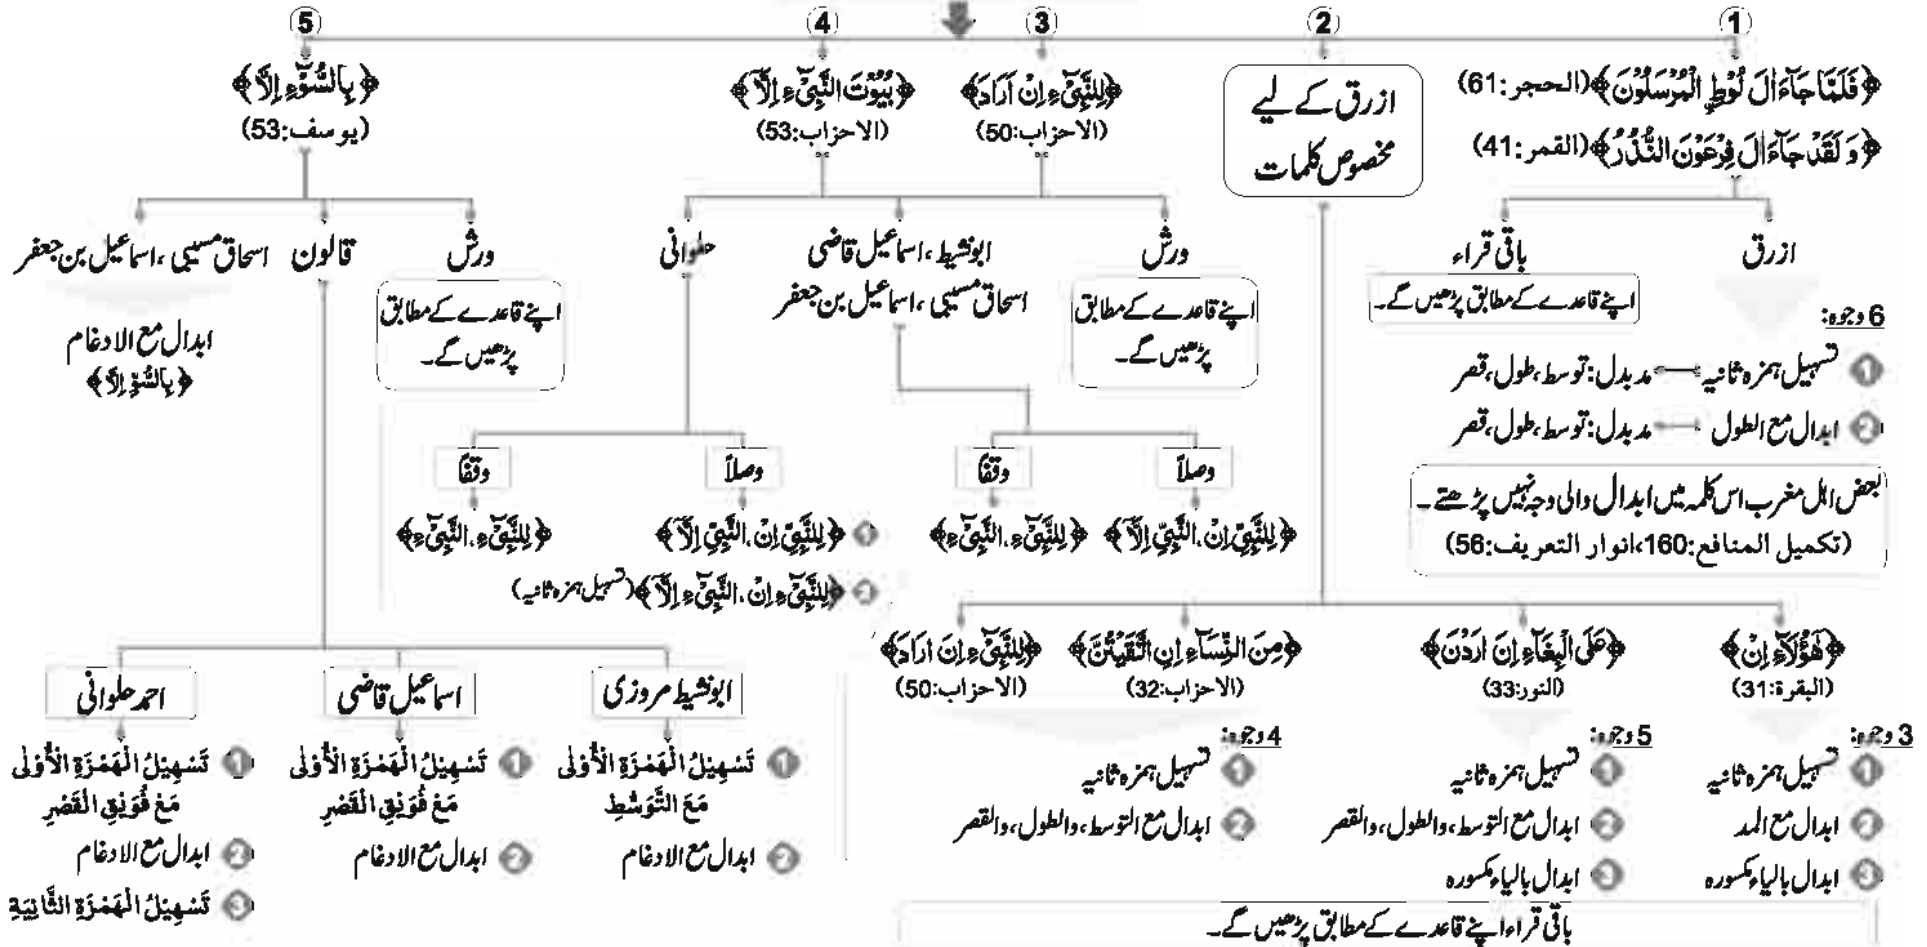 1
﴿فَلَمَّا جَآءَ اٰلَ لُوْطِ ِ۟الْمُرْسَلُوْنَ﴾ (الحجر:61)
﴿وَ لَقَدْ جَآءَ اٰلَ فِرْعَوْنَ النُّذُرُ﴾ (القمر:41)
ازرق
6 وجوہ:
1 تسہیل ہمزہ ثانیہ ← مد بدل: توسط، طول، قصر
2 ابدال مع الطول ← مد بدل: توسط، طول، قصر
بعض اہل مغرب اس کلمہ میں ابدال والی وجہ نہیں پڑھتے۔
(تکمیل المنافع:160، انوار التعریف:56)
باقی قراء
اپنے قاعدے کے مطابق پڑھیں گے۔
2
ازرق کے لیے
مخصوص کلمات
﴿هٰٓؤُلَآءِ اِنْ﴾
(البقرة:31)
3 وجوہ:
1 تسہیل ہمزہ ثانیہ
2 ابدال مع المد
3 ابدال بالیاء مکسورہ
﴿عَلَى الْبِغَآءِ اِنْ اَرَدْنَ﴾
(النور:33)
5 وجوہ:
1 تسہیل ہمزہ ثانیہ
2 ابدال مع التوسط، والطول، والقصر
3 ابدال بالیاء مکسورہ
﴿مِنَ النِّسَآءِ اِنِ اتَّقَيْتُنَّ﴾
(الاحزاب:32)
﴿لِلنَّبِيْٓءِ اِنْ اَرَادَ﴾
(الاحزاب:50)
4 وجوہ:
1 تسہیل ہمزہ ثانیہ
2 ابدال مع التوسط، والطول، والقصر
باقی قراء اپنے قاعدے کے مطابق پڑھیں گے۔
3
﴿لِلنَّبِيْٓءِ اِنْ اَرَادَ﴾
(الاحزاب:50)
4
﴿بُيُوْتَ النَّبِيْٓءِ اِلَّا﴾
(الاحزاب:53)
ورش
اپنے قاعدے کے مطابق
پڑھیں گے۔
ابونشیط، اسماعیل قاضی
اسحاق مسیبی، اسماعیل بن جعفر
وصلاً
﴿لِلنَّبِيِّ اِنْ، النَّبِيِّ اِلَّآ﴾
وقفاً
﴿لِلنَّبِيْٓءِ، النَّبِيْٓءِ﴾
حلوانی
وصلاً
1 ﴿لِلنَّبِيِّ اِنْ، النَّبِيِّ اِلَّآ﴾
2 ﴿لِلنَّبِيْٓءِ اِنْ، النَّبِيْٓءِ اِلَّآ﴾ (تسہیل ہمزہ ثانیہ)
وقفاً
﴿لِلنَّبِيْٓءِ، النَّبِيْٓءِ﴾
5
﴿بِالسُّوْٓءِ اِلَّا﴾
(یوسف:53)
ورش
اپنے قاعدے کے مطابق
پڑھیں گے۔
قالون
اسحاق مسیبی، اسماعیل بن جعفر
ابدال مع الادغام
﴿بِالسُّوِّ اِلَّا﴾
ابونشیط مروزی
1 تَسْهِيْلُ الْهَمْزَةِ الْأُوْلٰى
مَعَ التَّوَسُّطِ
2 ابدال مع الادغام
اسماعیل قاضی
1 تَسْهِيْلُ الْهَمْزَةِ الْأُوْلٰى
مَعْ فُوَيْقِ الْقَصْرِ
2 ابدال مع الادغام
احمد حلوانی
1 تَسْهِيْلُ الْهَمْزَةِ الْأُوْلٰى
مَعْ فُوَيْقِ الْقَصْرِ
2 ابدال مع الادغام
3 تَسْهِيْلُ الْهَمْزَةِ الثَّانِيَةِ